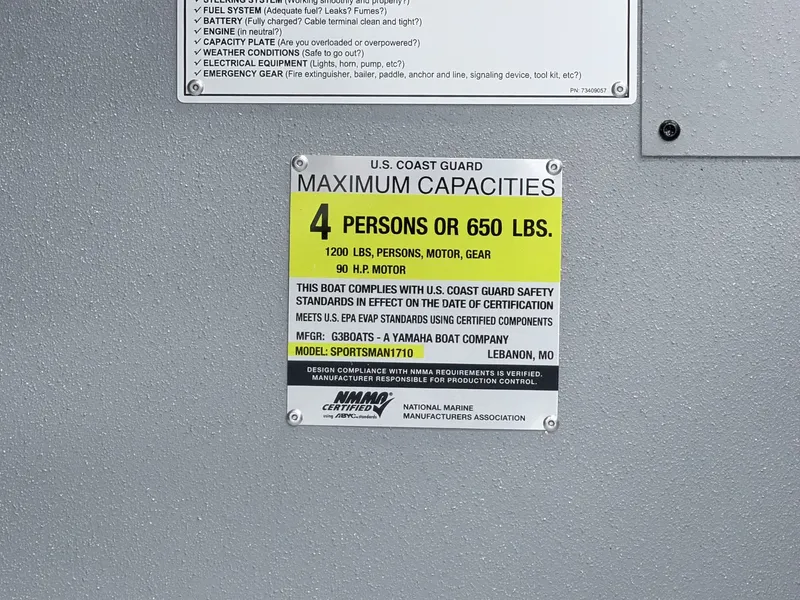 ✓ STEERING SYSTEM (Working smoothly and properly?)
✓ FUEL SYSTEM (Adequate fuel? Leaks? Fumes?)
✓ BATTERY (Fully charged? Cable terminal clean and tight?)
✓ ENGINE (in neutral?)
✓ CAPACITY PLATE (Are you overloaded or overpowered?)
✓ WEATHER CONDITIONS (Safe to go out?)
✓ ELECTRICAL EQUIPMENT (Lights, horn, pump, etc?)
✓ EMERGENCY GEAR (Fire extinguisher, bailer, paddle, anchor and line, signaling device, tool kit, etc?)
PN: 73409057
U.S. COAST GUARD
MAXIMUM CAPACITIES
4 PERSONS OR 650 LBS.
1200 LBS, PERSONS, MOTOR, GEAR
90 H.P. MOTOR
THIS BOAT COMPLIES WITH U.S. COAST GUARD SAFETY
STANDARDS IN EFFECT ON THE DATE OF CERTIFICATION
MEETS U.S. EPA EVAP STANDARDS USING CERTIFIED COMPONENTS
MFGR: G3BOATS - A YAMAHA BOAT COMPANY
MODEL: SPORTSMAN1710 LEBANON, MO
DESIGN COMPLIANCE WITH NMMA REQUIREMENTS IS VERIFIED.
MANUFACTURER RESPONSIBLE FOR PRODUCTION CONTROL.
NMMA®
CERTIFIED
using ABYC standards
NATIONAL MARINE
MANUFACTURERS ASSOCIATION